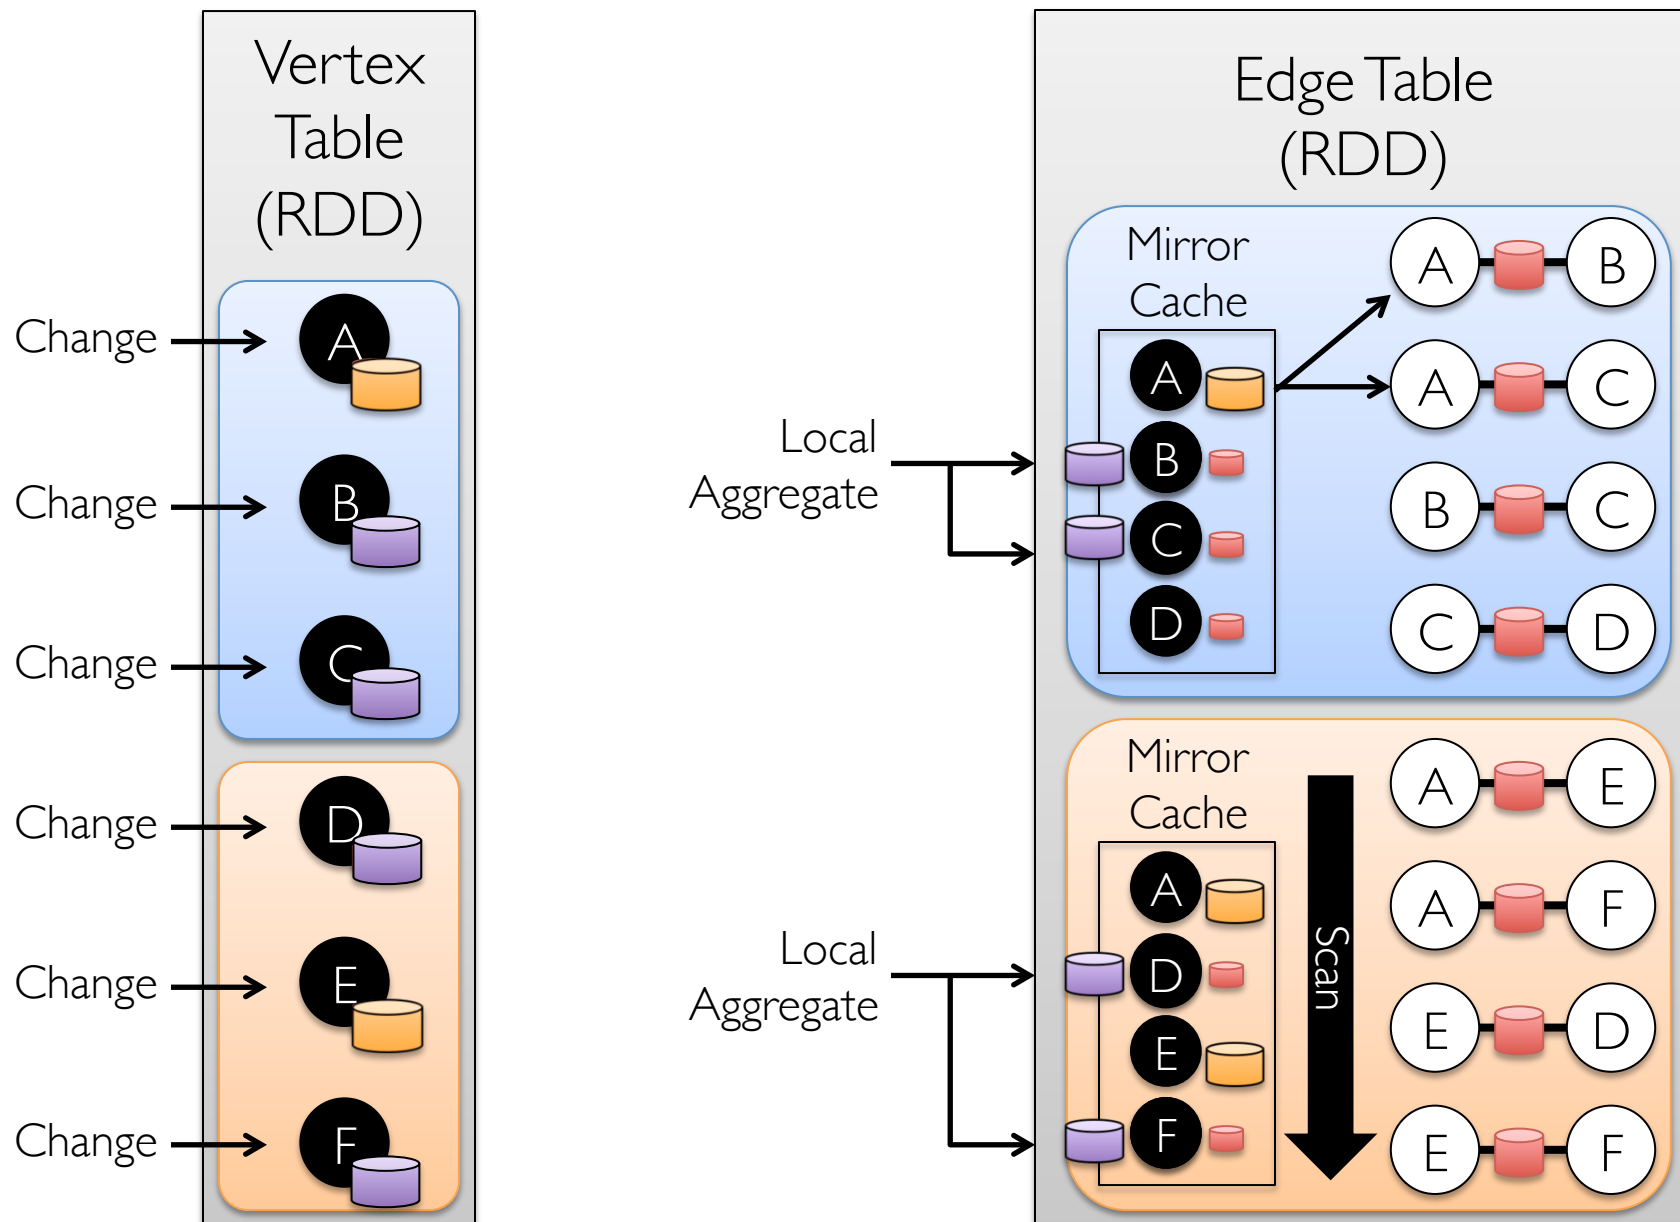 Vertex
Table
(RDD)
Change
A
Change
B
Change
C
Change
D
Change
E
Change
F
Local
Aggregate
Local
Aggregate
Edge Table
(RDD)
Mirror
Cache
A
B
C
D
A B
A C
B C
C D
Mirror
Cache
A
D
E
F
Scan
A E
A F
E D
E F